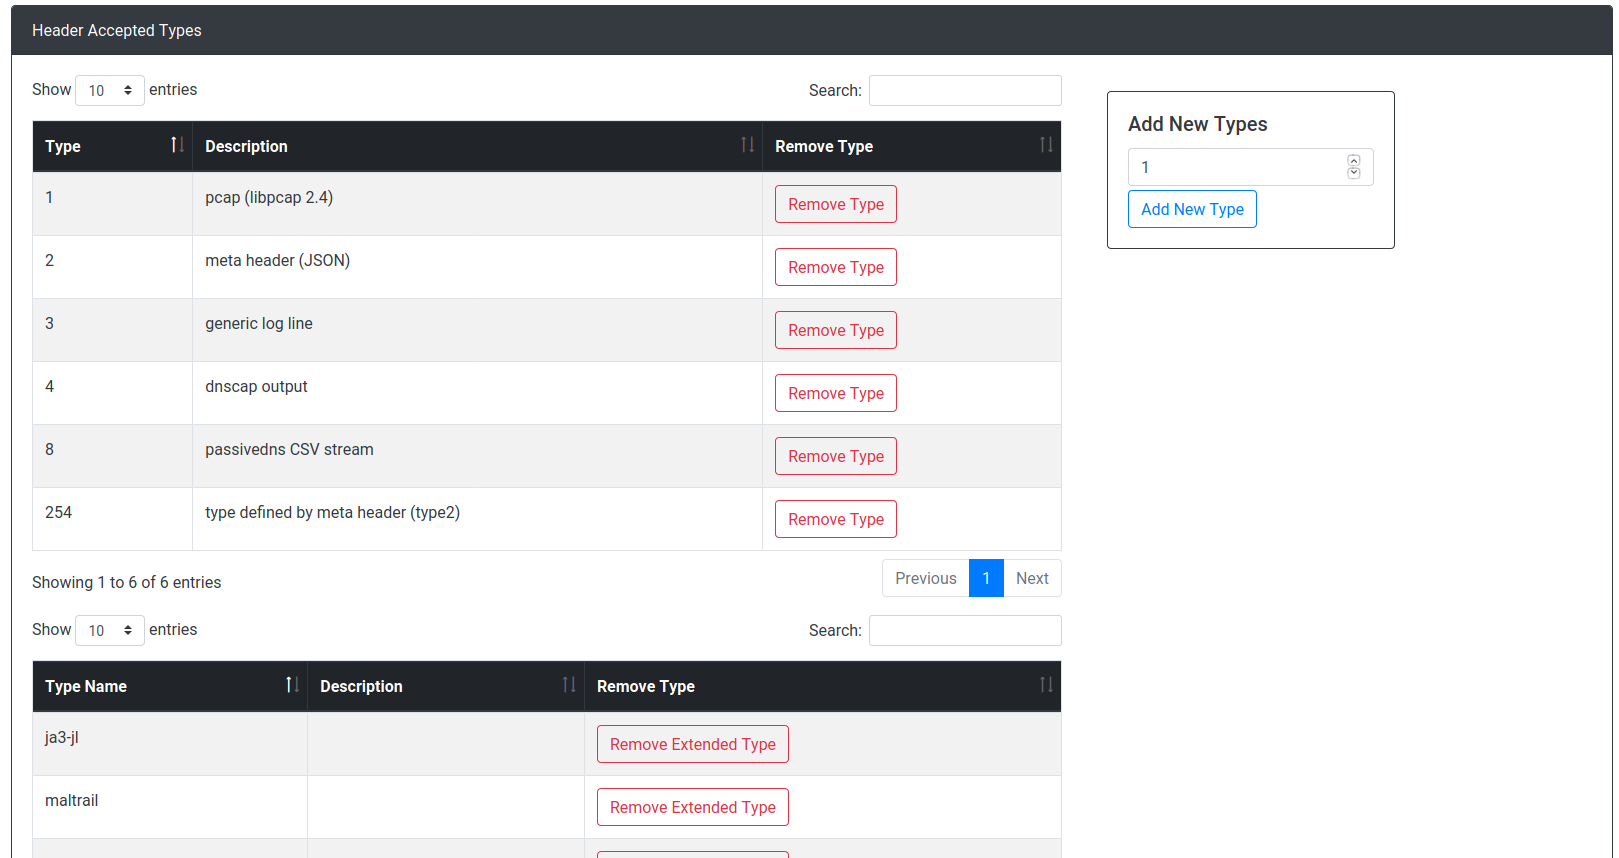 Header Accepted Types
Show 10 entries Search:
Type Description Remove Type
1 pcap (libpcap 2.4) Remove Type
2 meta header (JSON) Remove Type
3 generic log line Remove Type
4 dnscap output Remove Type
8 passivedns CSV stream Remove Type
254 type defined by meta header (type2) Remove Type
Showing 1 to 6 of 6 entries Previous 1 Next
Show 10 entries Search:
Type Name Description Remove Type
ja3-jl Remove Extended Type
maltrail Remove Extended Type
Add New Types
1
Add New Type